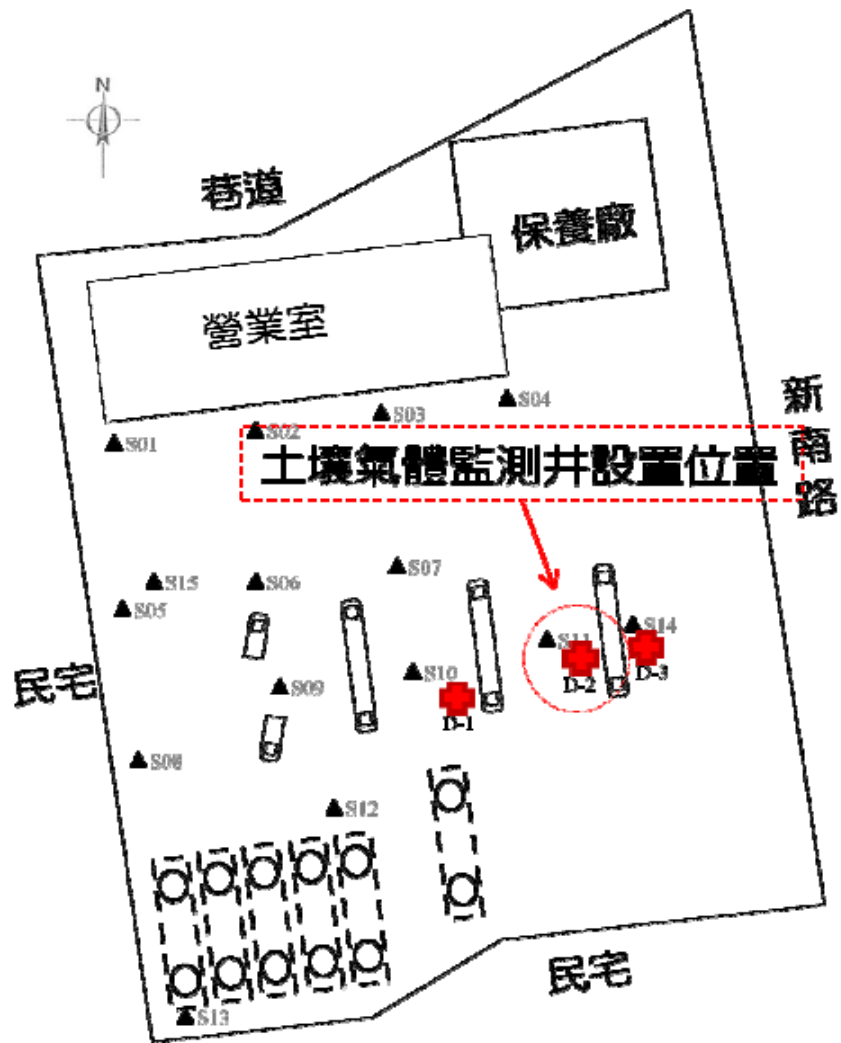 N
巷道
保養廠
營業室
新南路
S04
S03
S02
S01
土壤氣體監測井設置位置
S07
S15
S06
S05
S14
S11
民宅
S10
D-3
D-2
S09
D-1
S08
S12
民宅
S13